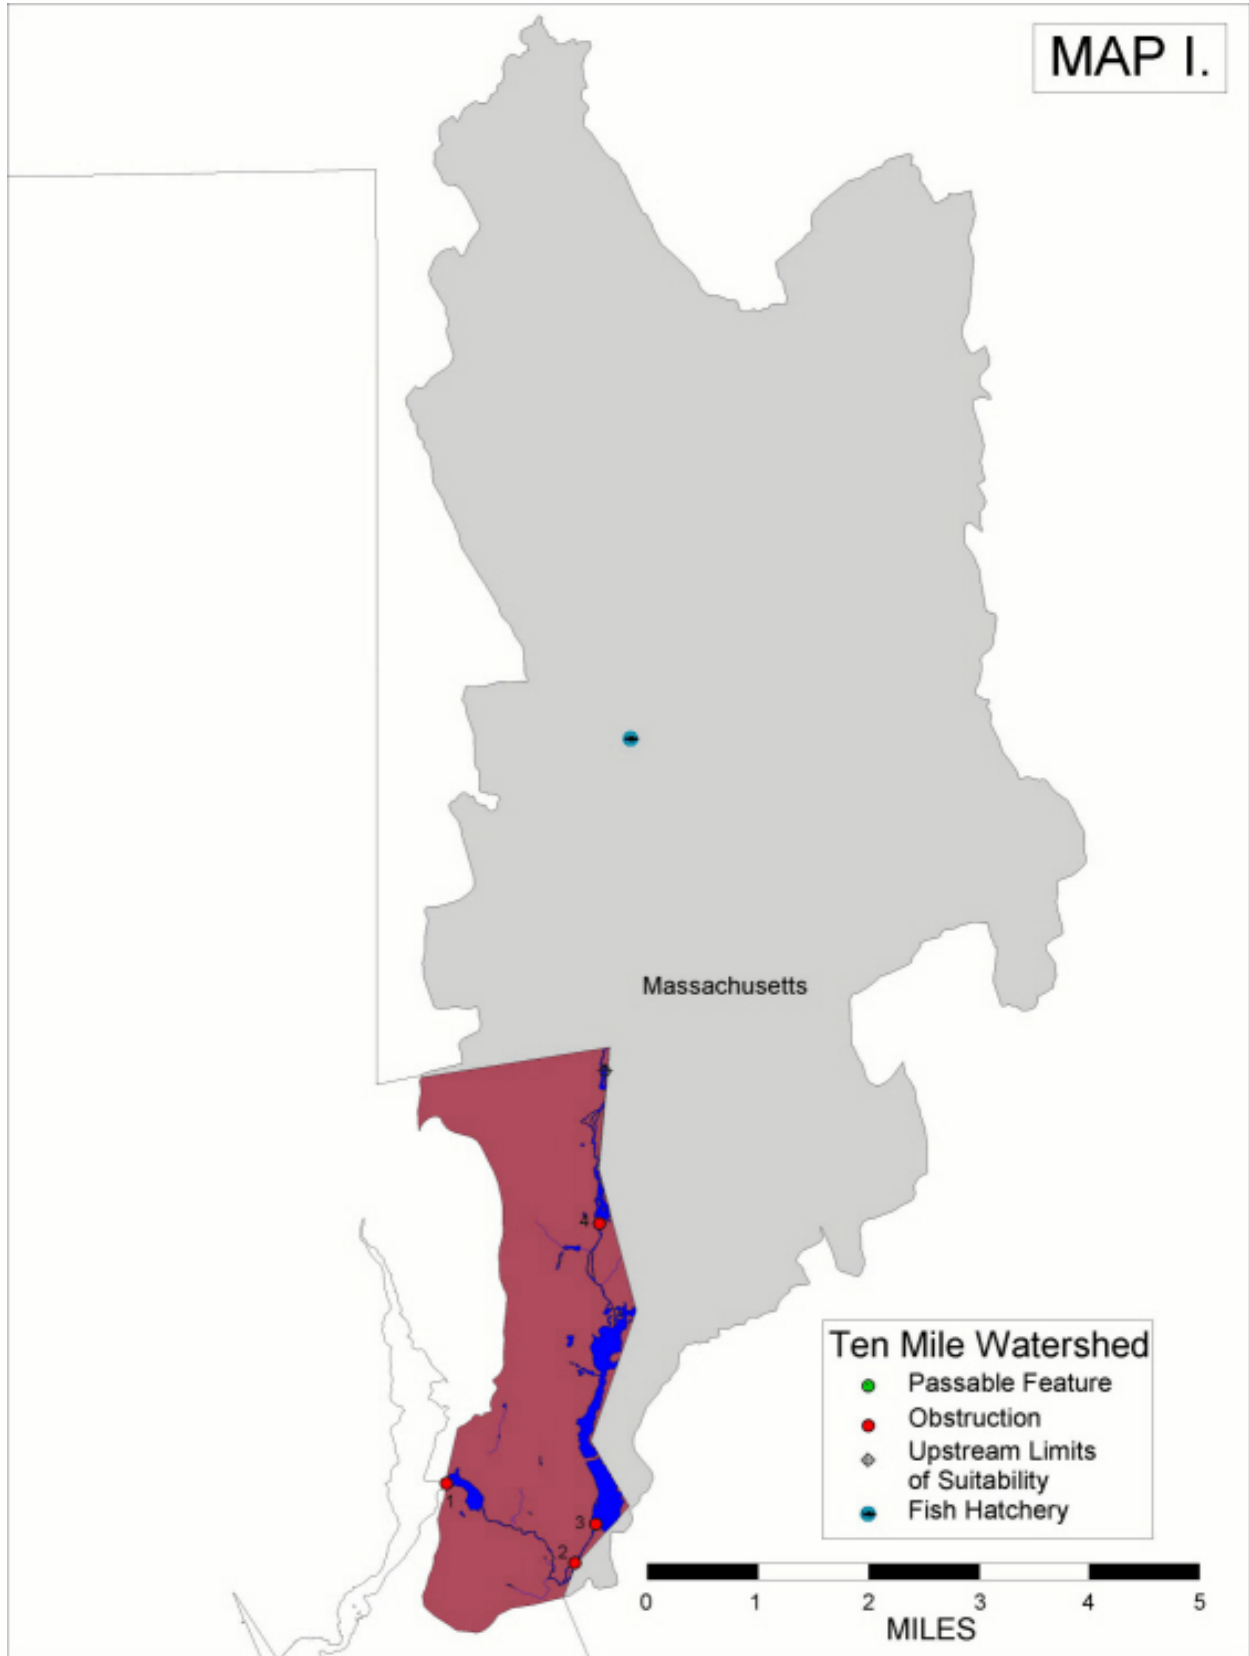 MAP I.
Massachusetts
4
1
3
2
Ten Mile Watershed
Passable Feature
Obstruction
Upstream Limits
of Suitability
Fish Hatchery
0 1 2 3 4 5
MILES